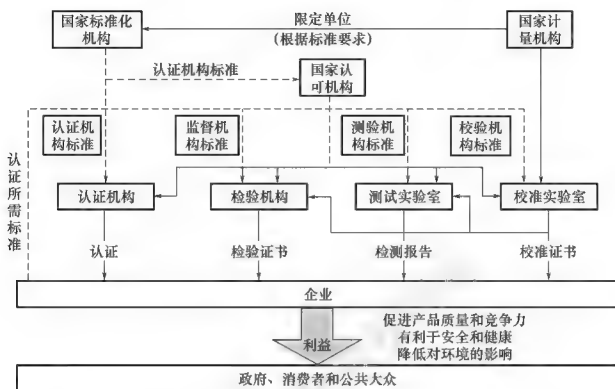 国家标准化
机构
限定单位
(根据标准要求)
国家计
量机构
认证机构标准
国家认
可机构
认证机
构标准
监督机
构标准
测验机
构标准
校验机
构标准
认证所需标准
认证机构
检验机构
测试实验室
校准实验室
认证
检验证书
检测报告
校准证书
企业
利益
促进产品质量和竞争力
有利于安全和健康
降低对环境的影响
政府、消费者和公共大众